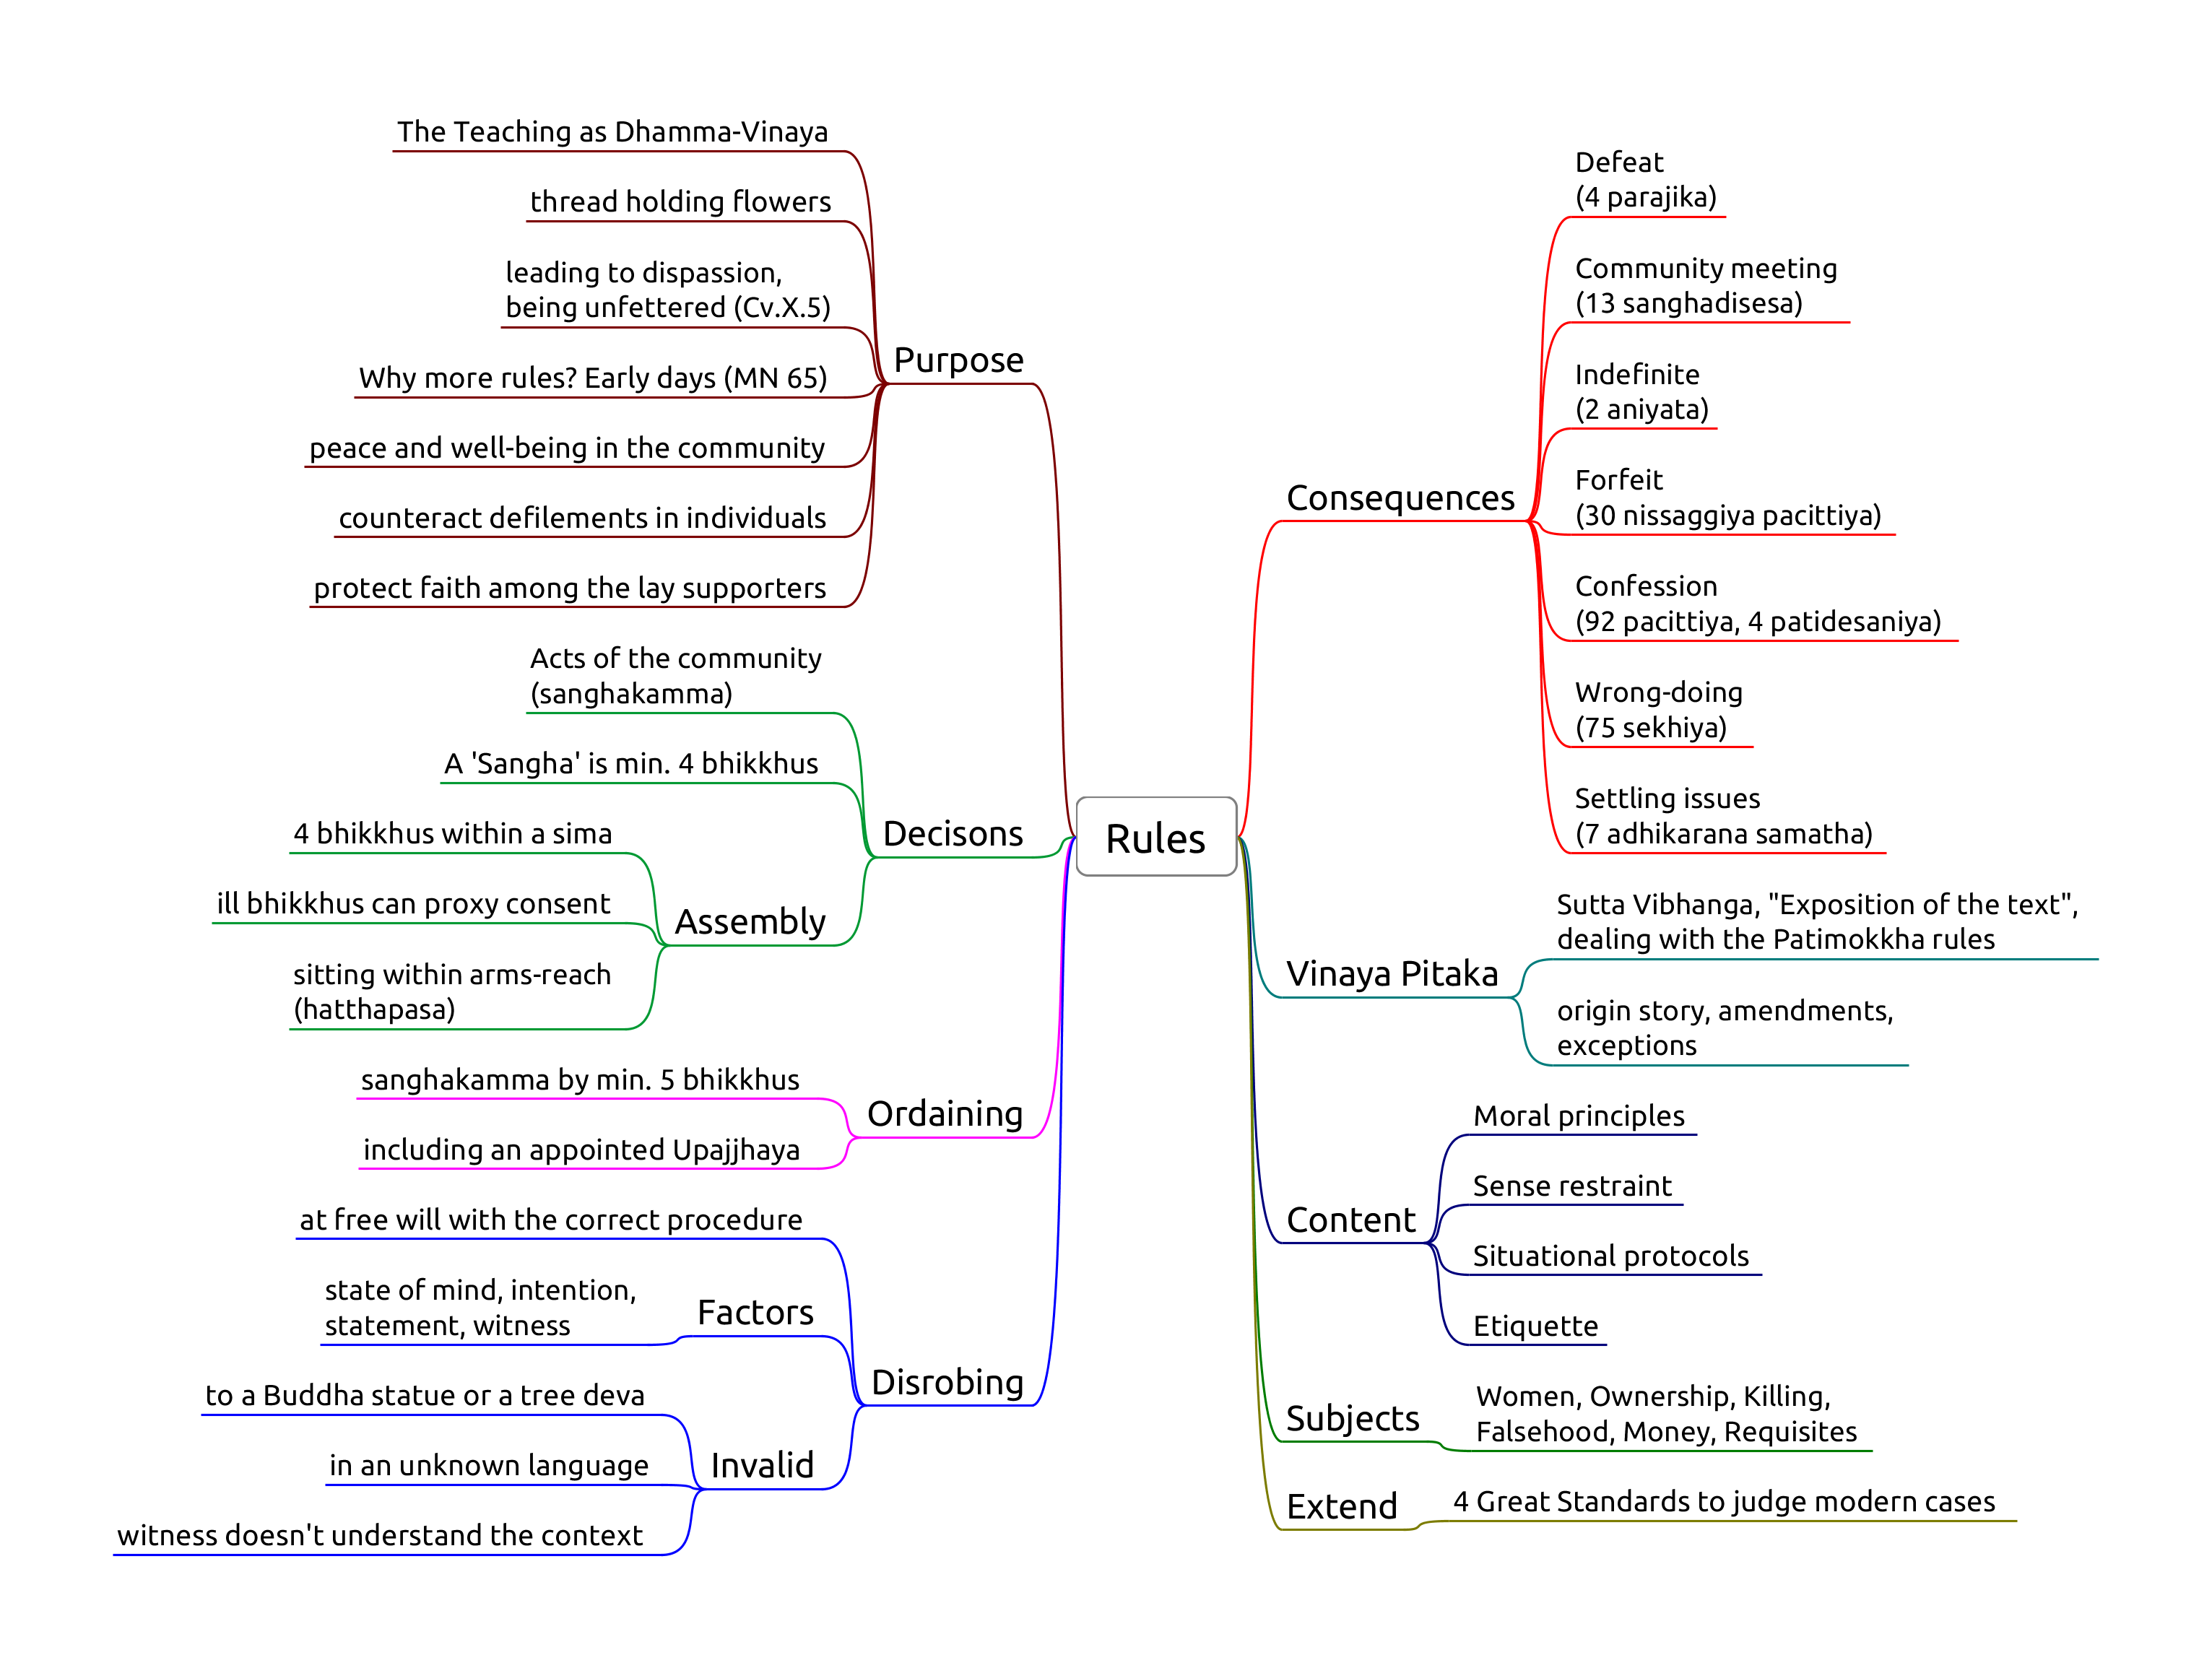 Rules
Purpose
The Teaching as Dhamma-Vinaya
thread holding flowers
leading to dispassion,
being unfettered (Cv.X.5)
Why more rules? Early days (MN 65)
peace and well-being in the community
counteract defilements in individuals
protect faith among the lay supporters
Decisons
Acts of the community
(sanghakamma)
A 'Sangha' is min. 4 bhikkhus
Assembly
4 bhikkhus within a sima
ill bhikkhus can proxy consent
sitting within arms-reach
(hatthapasa)
Ordaining
sanghakamma by min. 5 bhikkhus
including an appointed Upajjhaya
Disrobing
at free will with the correct procedure
Factors
state of mind, intention,
statement, witness
Invalid
to a Buddha statue or a tree deva
in an unknown language
witness doesn't understand the context
Consequences
Defeat
(4 parajika)
Community meeting
(13 sanghadisesa)
Indefinite
(2 aniyata)
Forfeit
(30 nissaggiya pacittiya)
Confession
(92 pacittiya, 4 patidesaniya)
Wrong-doing
(75 sekhiya)
Settling issues
(7 adhikarana samatha)
Vinaya Pitaka
Sutta Vibhanga, "Exposition of the text",
dealing with the Patimokkha rules
origin story, amendments,
exceptions
Content
Moral principles
Sense restraint
Situational protocols
Etiquette
Subjects
Women, Ownership, Killing,
Falsehood, Money, Requisites
Extend
4 Great Standards to judge modern cases